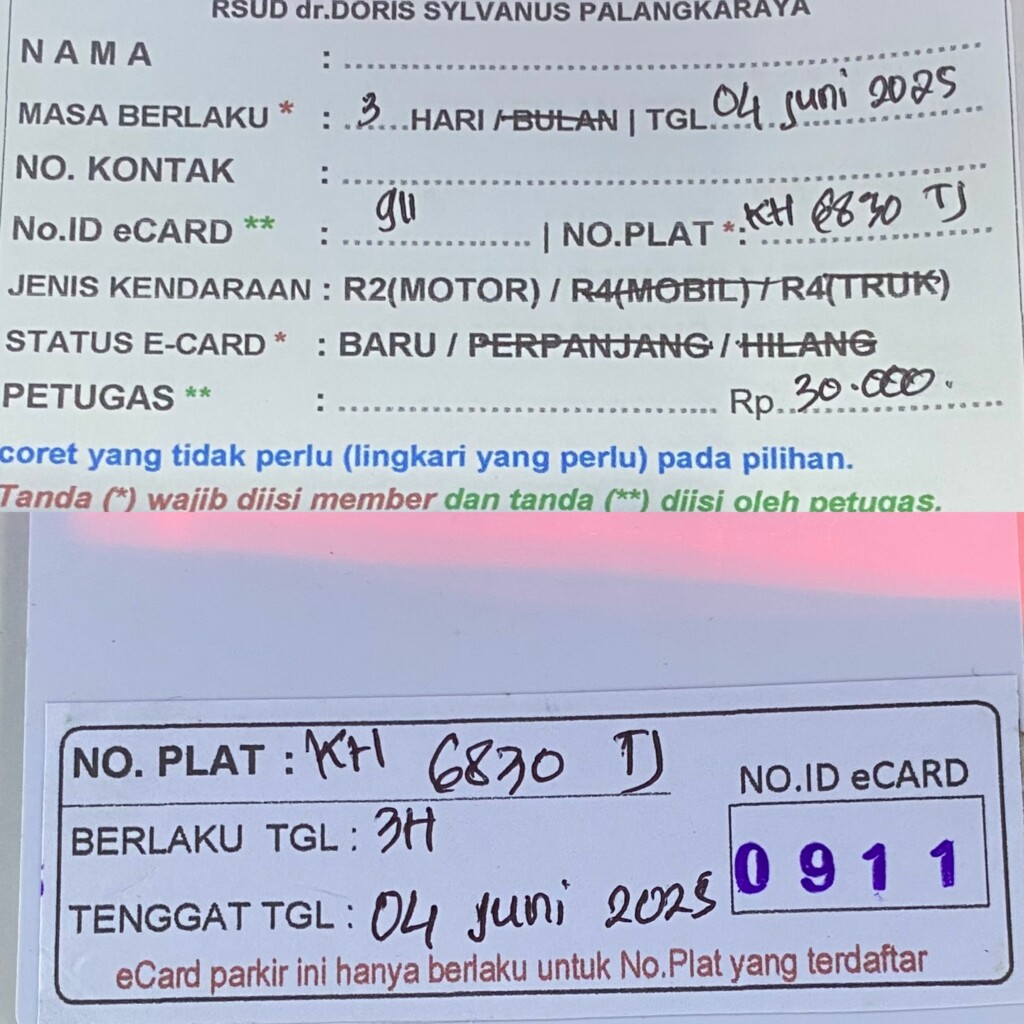 RSUD dr.DORIS SYLVANUS PALANGKARAYA
N A M A :
MASA BERLAKU * : 3 HARI / BULAN | TGL 04 Juni 2025
NO. KONTAK :
No.ID eCARD ** : 911 | NO.PLAT *: KH 6830 TJ
JENIS KENDARAAN : R2(MOTOR) / R4(MOBIL) / R4(TRUK)
STATUS E-CARD * : BARU / PERPANJANG / HILANG
PETUGAS ** : Rp. 30.000.
coret yang tidak perlu (lingkari yang perlu) pada pilihan.
Tanda (*) wajib diisi member dan tanda (**) diisi oleh petugas.
NO. PLAT : KH 6830 TJ
NO.ID eCARD
BERLAKU TGL : 3H
0911
TENGGAT TGL : 04 Juni 2025
eCard parkir ini hanya berlaku untuk No.Plat yang terdaftar